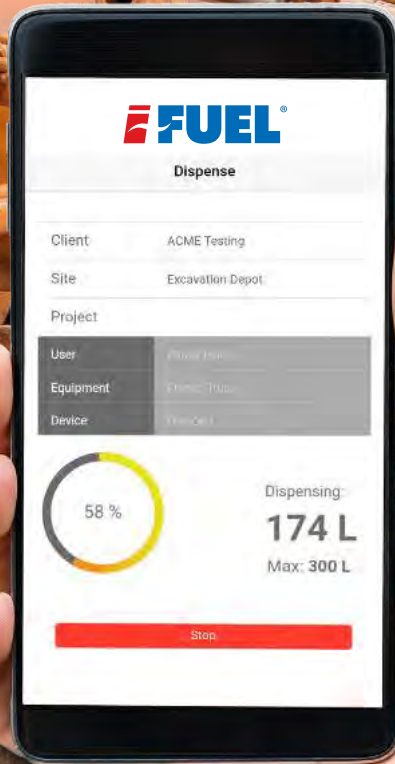 FUEL®
Dispense
Client ACME Testing
Site Excavation Depot
Project
User
Equipment
Device
58 %
Dispensing:
174 L
Max: 300 L
Stop